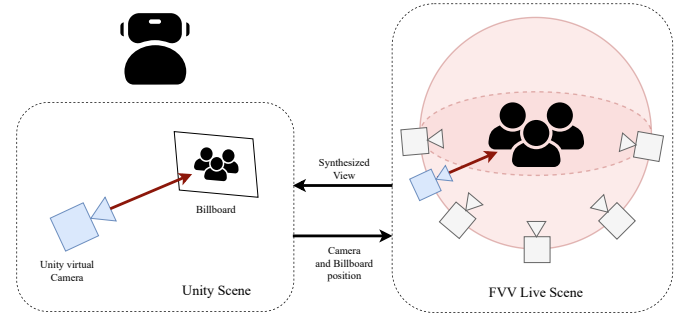 Billboard
Unity virtual
Camera
Unity Scene
Synthesized
View
Camera
and Billboard
position
FVV Live Scene